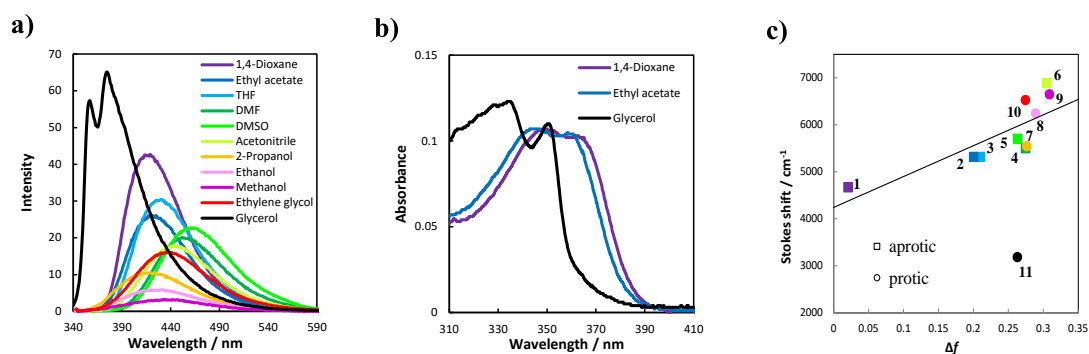 a)
70
60
50
40
30
20
10
0
Intensity
340
390
440
490
540
590
Wavelength / nm
1,4-Dioxane
Ethyl acetate
THF
DMF
DMSO
Acetonitrile
2-Propanol
Ethanol
Methanol
Ethylene glycol
Glycerol
b)
0.15
0.1
0.05
0
Absorbance
310
330
350
370
390
410
Wavelength / nm
1,4-Dioxane
Ethyl acetate
Glycerol
c)
7000
6000
5000
4000
3000
2000
Stokes shift / cm⁻¹
0
0.05
0.1
0.15
0.2
0.25
0.3
0.35
Δf
1
2
3
4
5
6
7
8
9
10
11
aprotic
protic